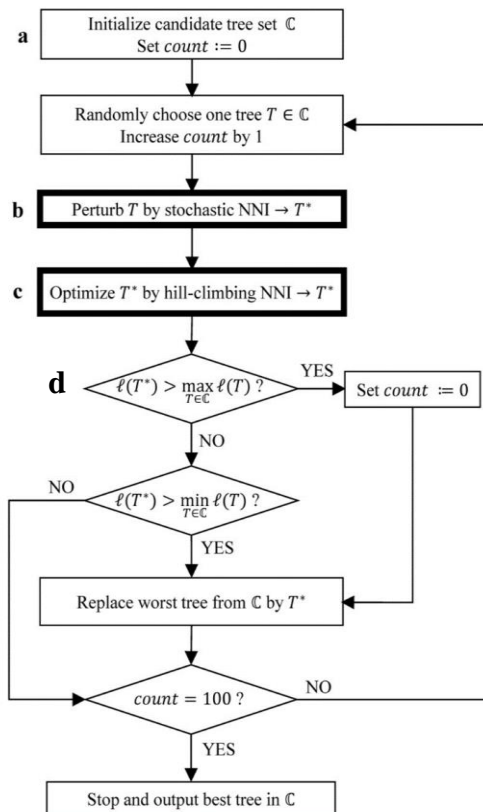 a
Initialize candidate tree set ℂ
Set count := 0
Randomly choose one tree T ∈ ℂ
Increase count by 1
b
Perturb T by stochastic NNI → T*
c
Optimize T* by hill-climbing NNI → T*
d
ℓ(T*) > max ℓ(T) ?
T∈ℂ
YES
Set count := 0
NO
NO
ℓ(T*) > min ℓ(T) ?
T∈ℂ
YES
Replace worst tree from ℂ by T*
count = 100 ?
NO
YES
Stop and output best tree in ℂ